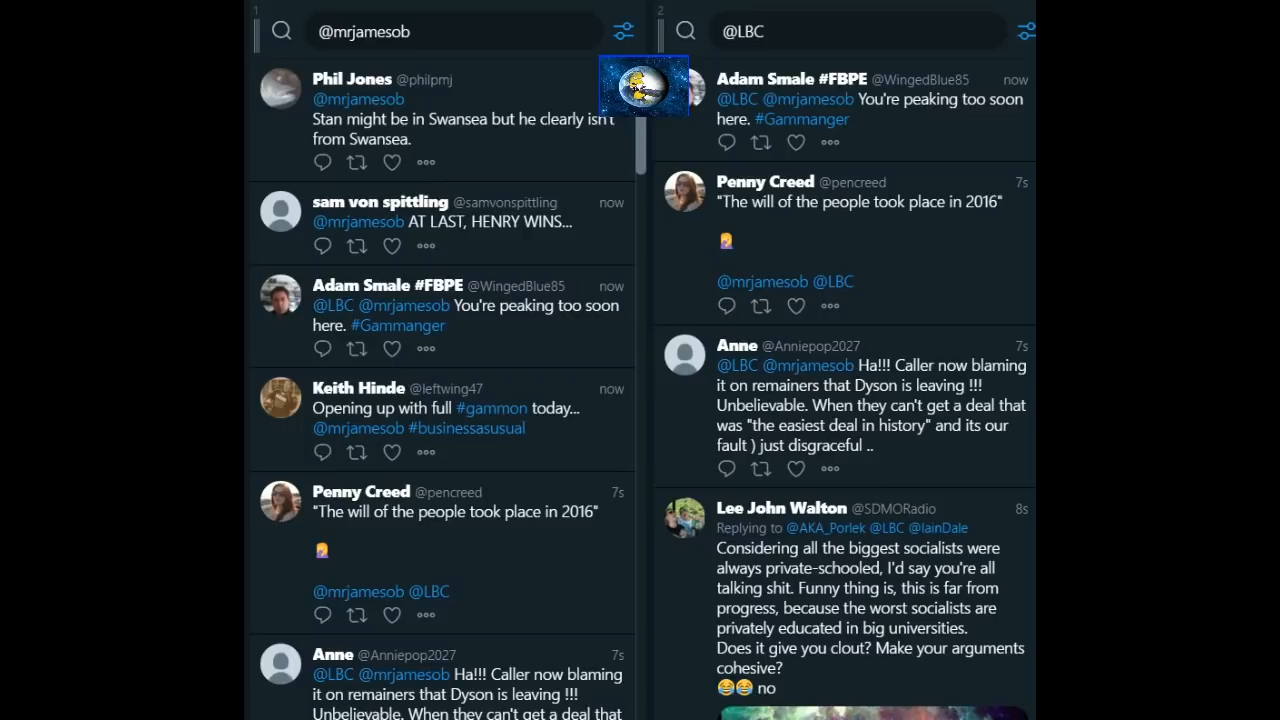 1
@mrjamesob
Phil Jones @philpmj
@mrjamesob
Stan might be in Swansea but he clearly isn't
from Swansea.
sam von spittling @samvonspittling now
@mrjamesob AT LAST, HENRY WINS...
Adam Smale #FBPE @WingedBlue85 now
@LBC @mrjamesob You're peaking too soon
here. #Gammanger
Keith Hinde @leftwing47 now
Opening up with full #gammon today...
@mrjamesob #businessasusual
Penny Creed @pencreed 7s
"The will of the people took place in 2016"
🤦🏼‍♀️
@mrjamesob @LBC
Anne @Anniepop2027 7s
@LBC @mrjamesob Ha!!! Caller now blaming
it on remainers that Dyson is leaving !!!
Unbelievable. When they can't get a deal that
2
@LBC
Adam Smale #FBPE @WingedBlue85 now
@LBC @mrjamesob You're peaking too soon
here. #Gammanger
Penny Creed @pencreed 7s
"The will of the people took place in 2016"
🤦🏼‍♀️
@mrjamesob @LBC
Anne @Anniepop2027 7s
@LBC @mrjamesob Ha!!! Caller now blaming
it on remainers that Dyson is leaving !!!
Unbelievable. When they can't get a deal that
was "the easiest deal in history" and its our
fault ) just disgraceful ..
Lee John Walton @SDMORadio 8s
Replying to @AKA_Porlek @LBC @IainDale
Considering all the biggest socialists were
always private-schooled, I'd say you're all
talking shit. Funny thing is, this is far from
progress, because the worst socialists are
privately educated in big universities.
Does it give you clout? Make your arguments
cohesive?
😂😂 no